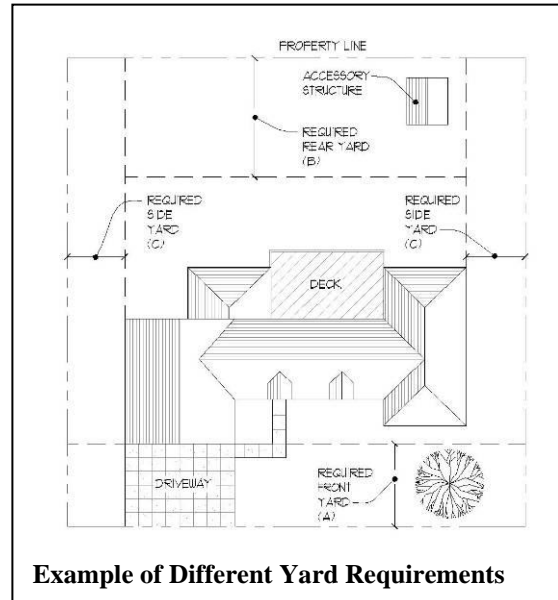 PROPERTY LINE
ACCESSORY
STRUCTURE
REQUIRED
REAR YARD
(B)
REQUIRED
SIDE
YARD
(C)
REQUIRED
SIDE
YARD
(C)
DECK
DRIVEWAY
REQUIRED
FRONT
YARD
(A)
Example of Different Yard Requirements